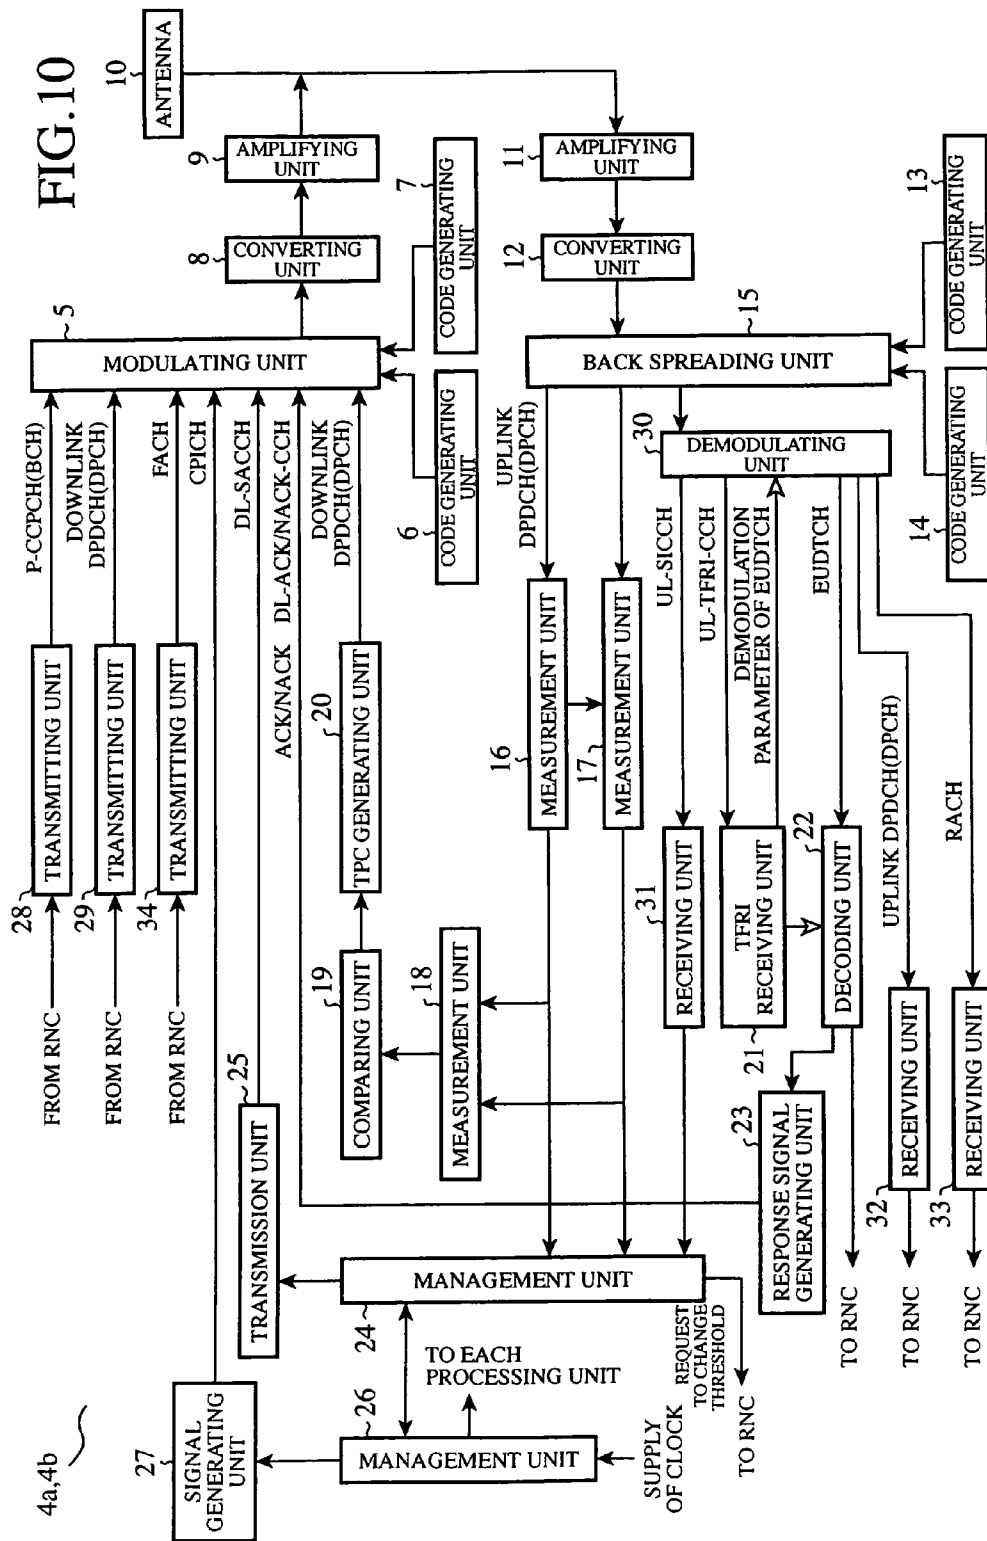 FIG.10
4a,4b
10
ANTENNA
9
AMPLIFYING
UNIT
8
CONVERTING
UNIT
7
CODE GENERATING
UNIT
5
MODULATING UNIT
6
CODE GENERATING
UNIT
P-CCPCH(BCH)
DOWNLINK
DPDCH(DPCH)
FACH
CPICH
DL-SACCH
ACK/NACK DL-ACK/NACK-CCH
DOWNLINK
DPDCH(DPCH)
28
TRANSMITTING UNIT
FROM RNC
29
TRANSMITTING UNIT
FROM RNC
34
TRANSMITTING UNIT
FROM RNC
20
TPC GENERATING UNIT
19
COMPARING UNIT
18
MEASUREMENT UNIT
25
TRANSMISSION UNIT
27
SIGNAL
GENERATING
UNIT
11
AMPLIFYING
UNIT
12
CONVERTING
UNIT
15
BACK SPREADING UNIT
13
CODE GENERATING
UNIT
14
CODE GENERATING
UNIT
UPLINK
DPDCH(DPCH)
30
DEMODULATING
UNIT
16
MEASUREMENT UNIT
17
MEASUREMENT UNIT
UL-SICCH
UL-TFRI-CCH
DEMODULATION
PARAMETER OF EUDTCH
EUDTCH
UPLINK DPDCH(DPCH)
RACH
31
RECEIVING UNIT
21
TFRI
RECEIVING UNIT
22
DECODING UNIT
23
RESPONSE SIGNAL
GENERATING UNIT
32
RECEIVING UNIT
33
RECEIVING UNIT
TO RNC
TO RNC
TO RNC
24
MANAGEMENT UNIT
REQUEST
TO CHANGE
THRESHOLD
TO RNC
TO EACH
PROCESSING UNIT
26
MANAGEMENT UNIT
SUPPLY
OF CLOCK